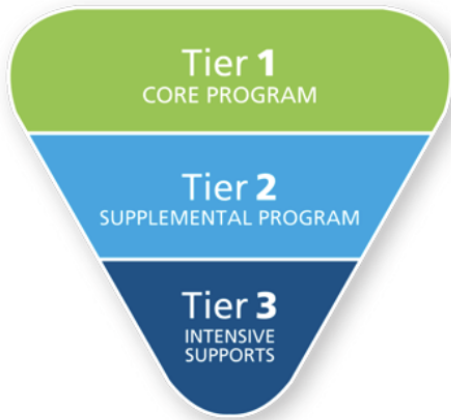 Tier 1
CORE PROGRAM
Tier 2
SUPPLEMENTAL PROGRAM
Tier 3
INTENSIVE
SUPPORTS